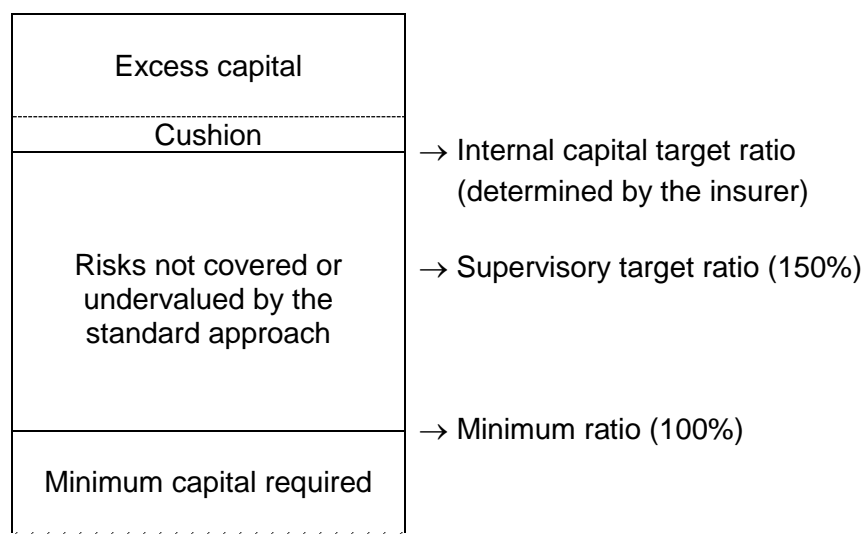 Excess capital
Cushion
→ Internal capital target ratio
(determined by the insurer)
Risks not covered or
undervalued by the
standard approach
→ Supervisory target ratio (150%)
→ Minimum ratio (100%)
Minimum capital required